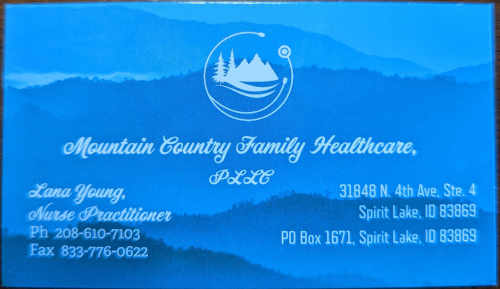 Mountain Country Family Healthcare,
PLLC
Lana Young,
Nurse Practitioner
Ph 208-610-7103
Fax 833-776-0622
31848 N. 4th Ave, Ste. 4
Spirit Lake, ID 83869
PO Box 1671, Spirit Lake, ID 83869